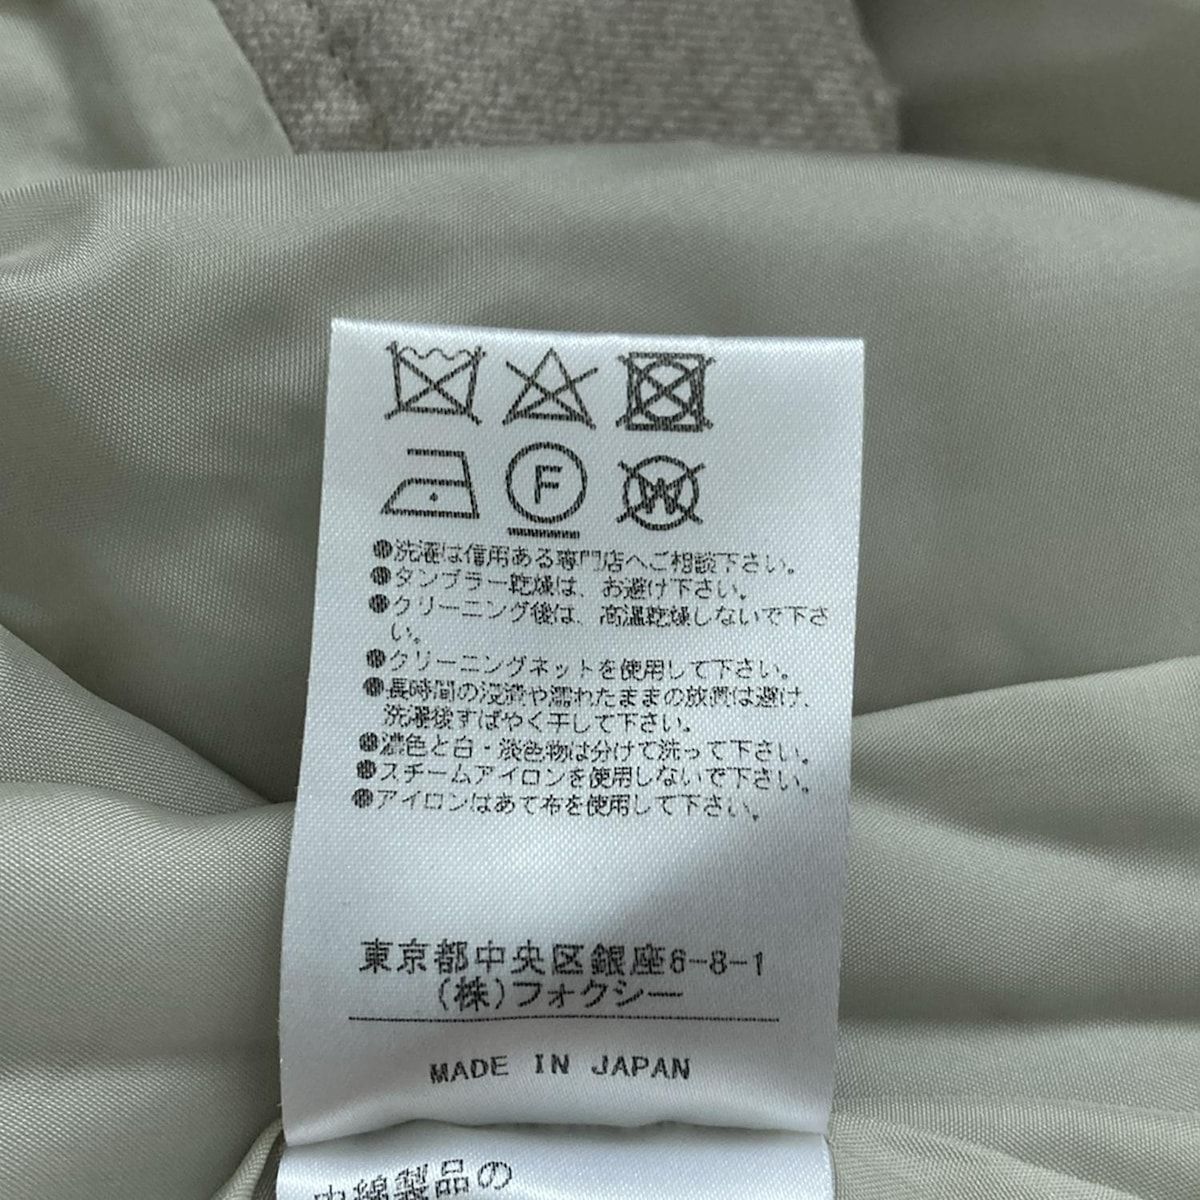 F
W
●洗濯は信用ある専門店へご相談下さい。
●タンブラー乾燥は、お避け下さい。
●クリーニング後は、高温乾燥しないで下さ
い。
●クリーニングネットを使用して下さい。
●長時間の浸漬や濡れたままの放置は避け、
洗濯後すばやく干して下さい。
●濃色と白・淡色物は分けて洗って下さい。
●スチームアイロンを使用しないで下さい。
●アイロンはあて布を使用して下さい。
東京都中央区銀座6-8-1
(株)フォクシー
MADE IN JAPAN
中綿製品の